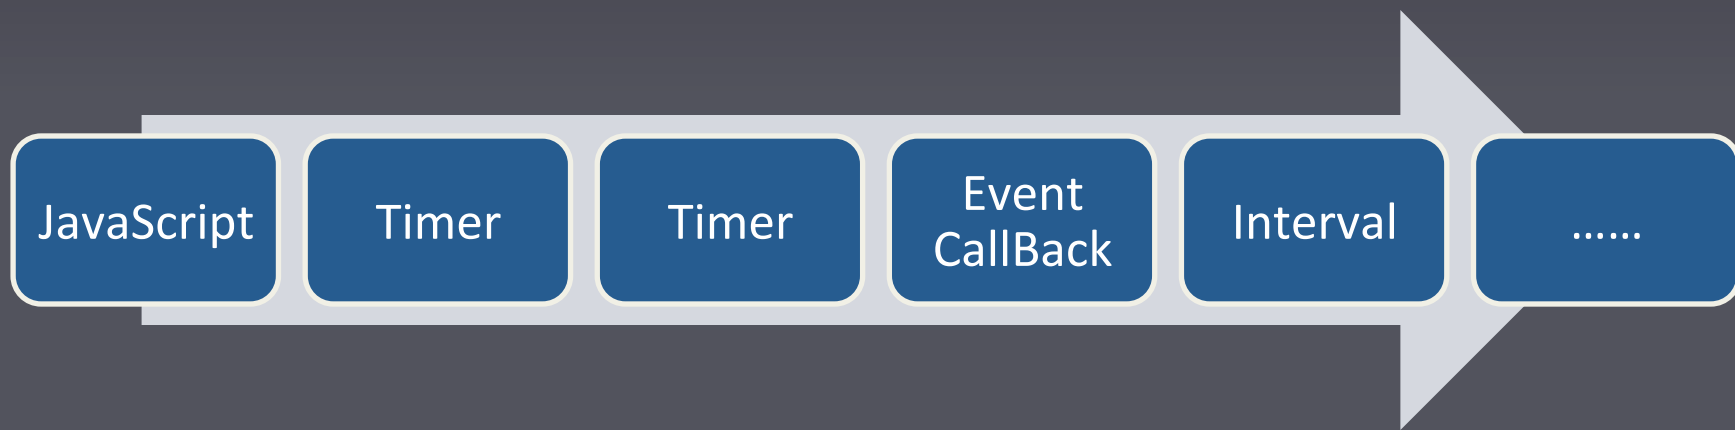 JavaScript
Timer
Timer
Event
CallBack
Interval
......